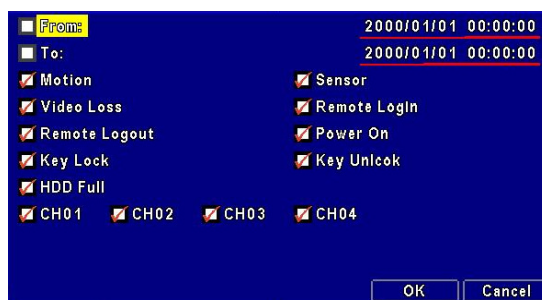 From: 2000/01/01 00:00:00
To: 2000/01/01 00:00:00
Motion Sensor
Video Loss Remote LogIn
Remote Logout Power On
Key Lock Key Unlcok
HDD Full
CH01 CH02 CH03 CH04
OK Cancel